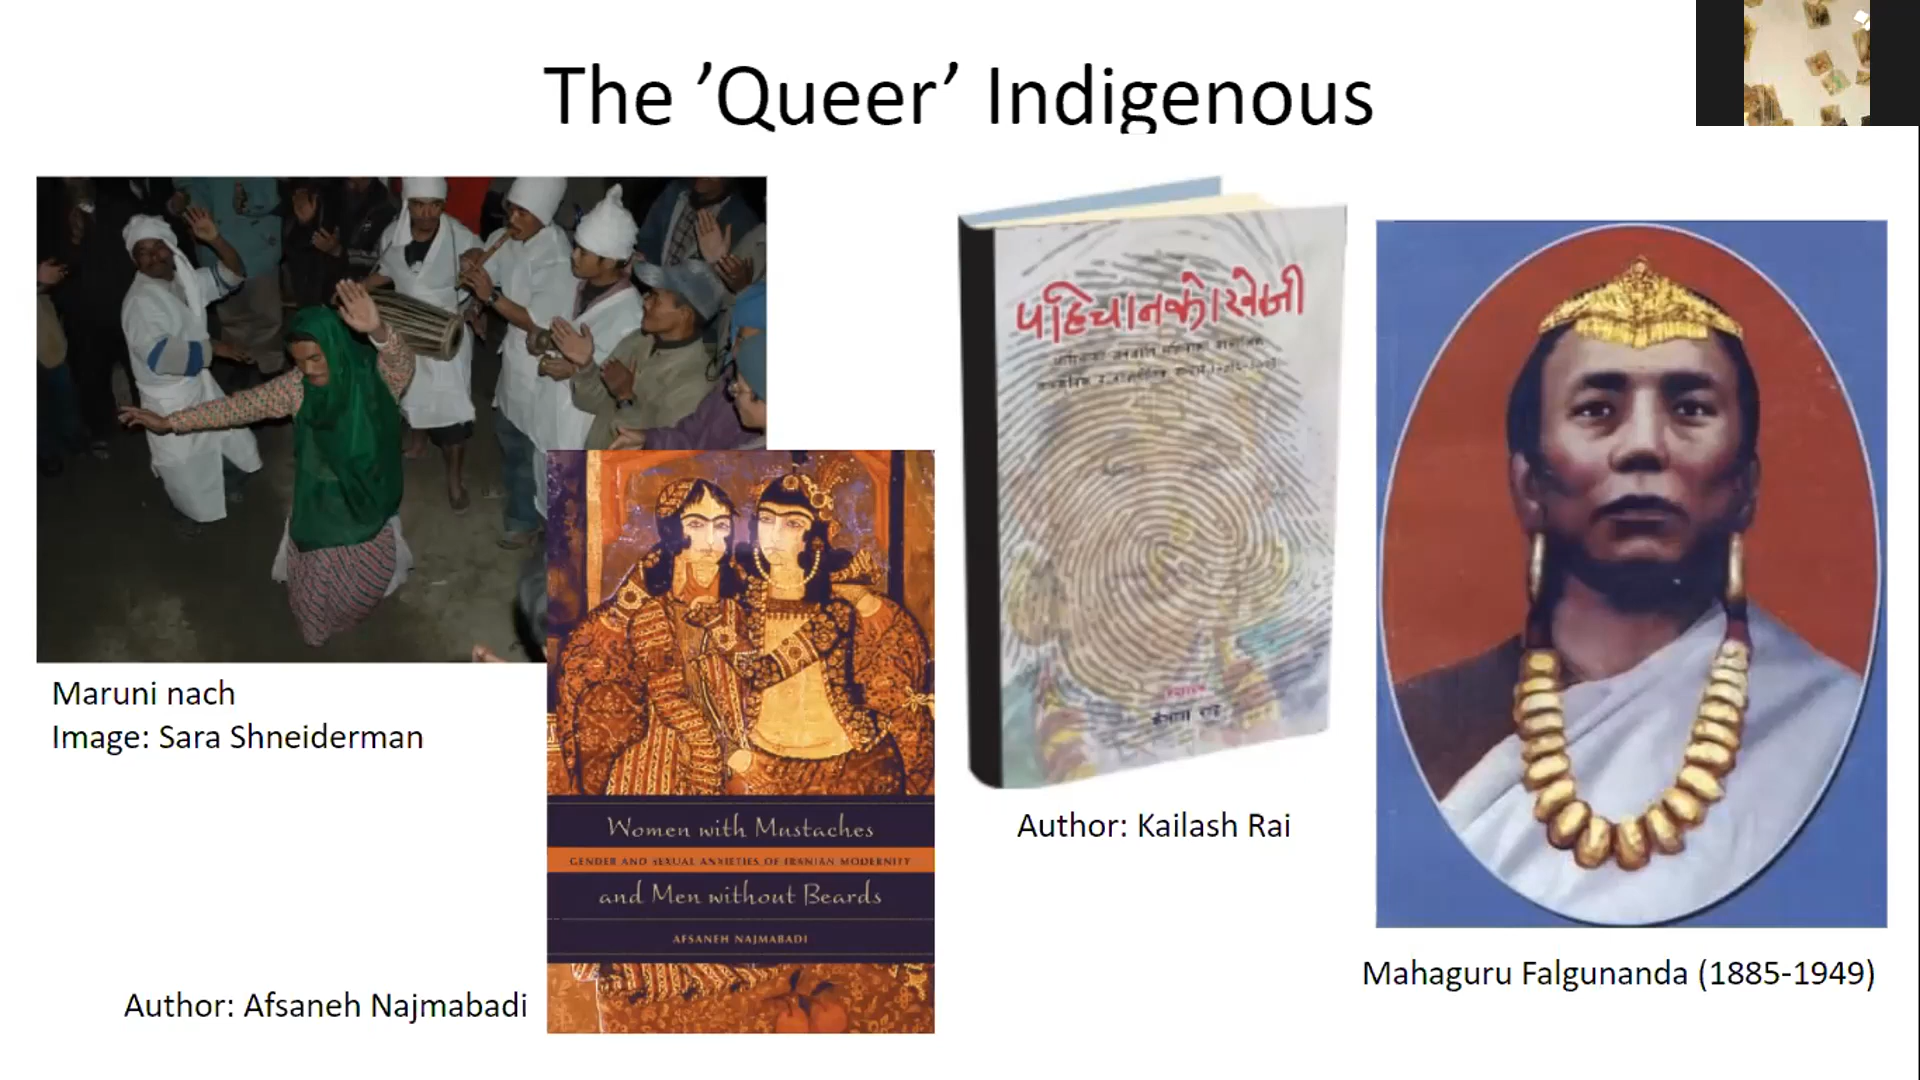 The ’Queer’ Indigenous
Maruni nach
Image: Sara Shneiderman
Women with Mustaches
GENDER AND SEXUAL ANXIETIES OF IRANIAN MODERNITY
and Men without Beards
AFSANEH NAJMABADI
Author: Afsaneh Najmabadi
पहिचानको खोजी
Author: Kailash Rai
Mahaguru Falgunanda (1885-1949)